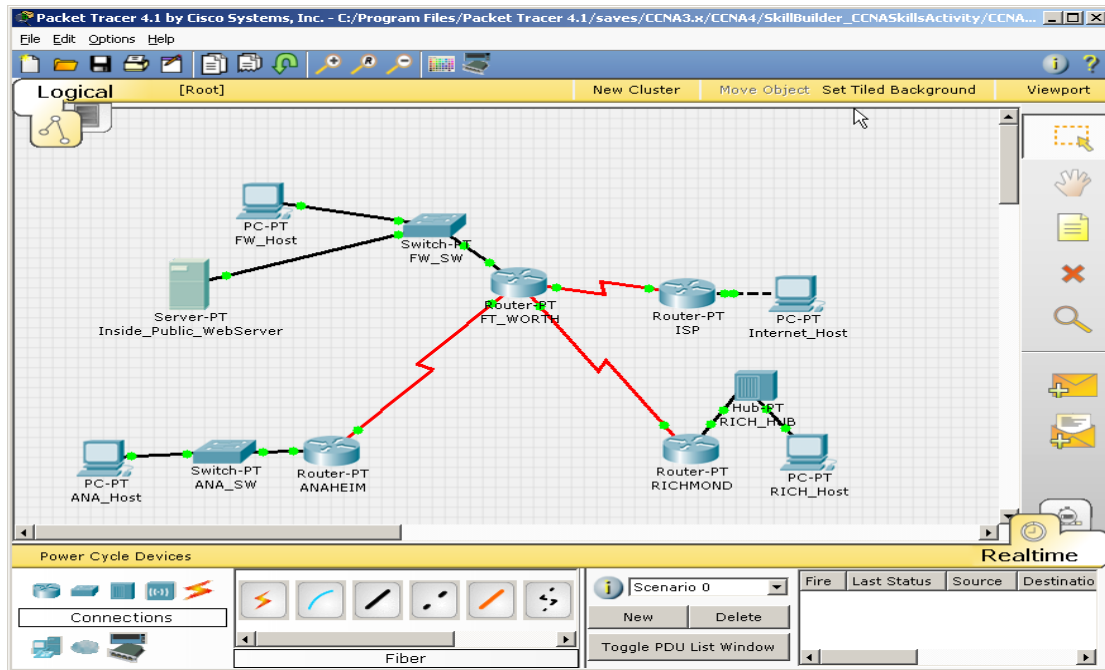 Packet Tracer 4.1 by Cisco Systems, Inc. - C:/Program Files/Packet Tracer 4.1/saves/CCNA3.x/CCNA4/SkillBuilder_CCNASkillsActivity/CCNA...
File Edit Options Help
Logical [Root] New Cluster Move Object Set Tiled Background Viewport
PC-PT
FW_Host
Switch-PT
FW_SW
Server-PT
Inside_Public_WebServer
Router-PT
FT_WORTH
Router-PT
ISP
PC-PT
Internet_Host
Hub-PT
RICH_HUB
PC-PT
ANA_Host
Switch-PT
ANA_SW
Router-PT
ANAHEIM
Router-PT
RICHMOND
PC-PT
RICH_Host
Power Cycle Devices
Realtime
Connections
Fiber
Scenario 0
New Delete
Toggle PDU List Window
Fire Last Status Source Destinatio